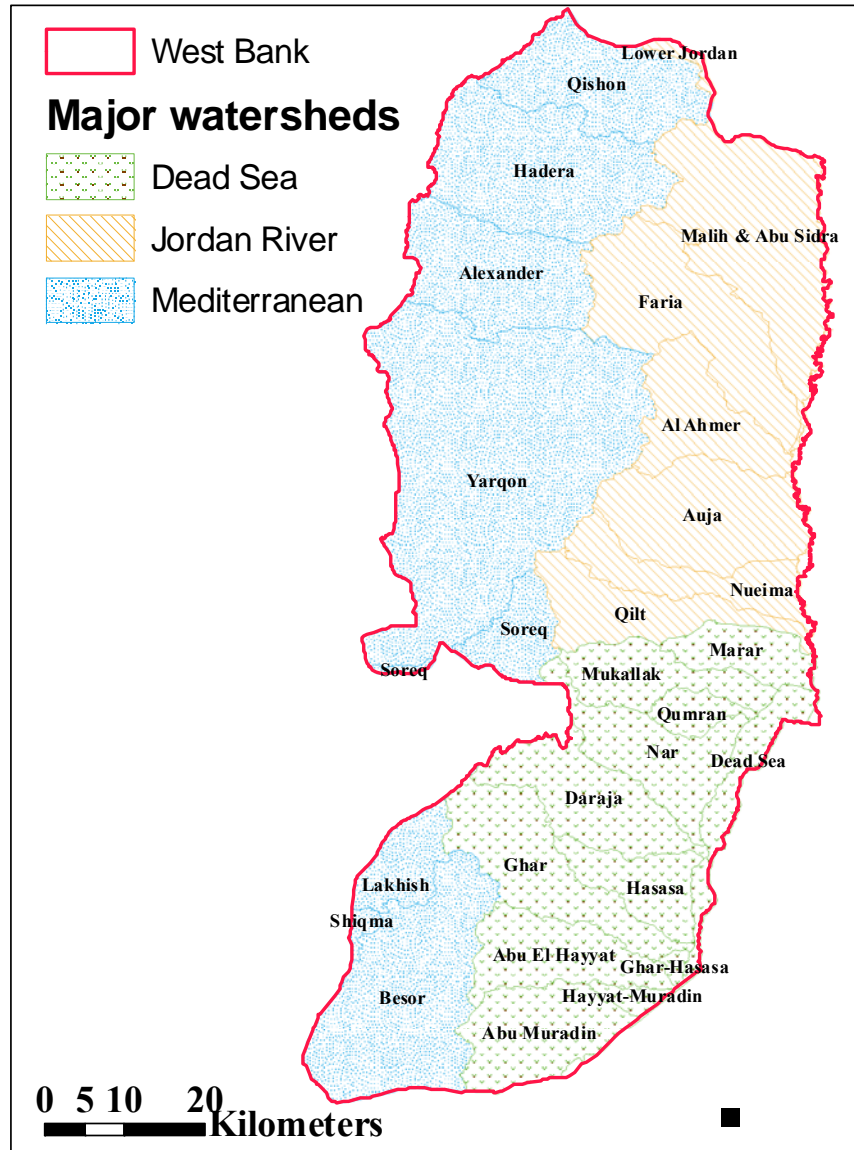 West Bank
Major watersheds
Dead Sea
Jordan River
Mediterranean
Lower Jordan
Qishon
Hadera
Malih & Abu Sidra
Alexander
Faria
Al Ahmer
Yarqon
Auja
Nueima
Qilt
Soreq
Marar
Soreq
Mukallak
Qumran
Nar
Dead Sea
Daraja
Ghar
Lakhish
Hasasa
Shiqma
Abu El Hayyat
Ghar-Hasasa
Besor
Hayyat-Muradin
Abu Muradin
0 5 10 20
Kilometers